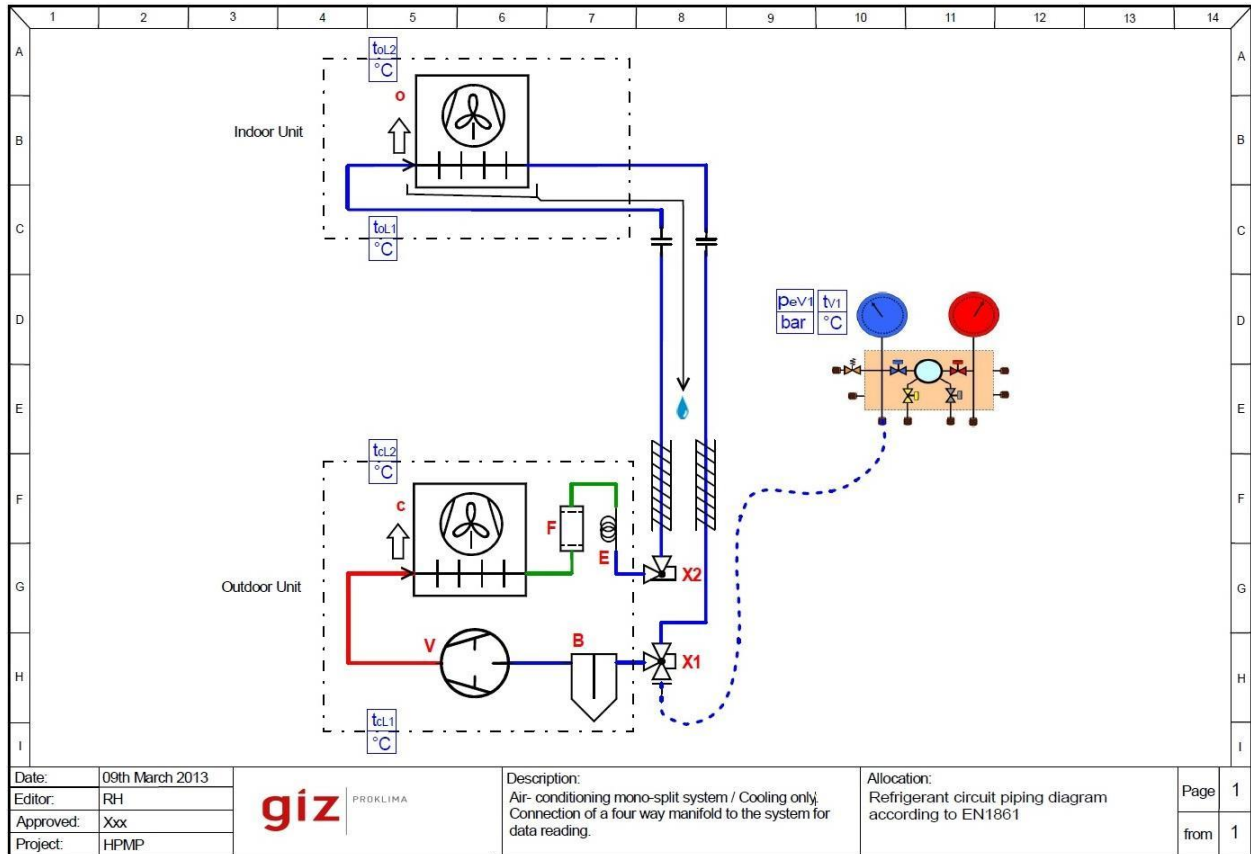 1 2 3 4 5 6 7 8 9 10 11 12 13 14
A A
toL2
°C
o
B Indoor Unit B
C toL1 C
°C
D peV1 tV1 D
bar °C
E E
tcL2
°C
F c F E F
G Outdoor Unit X2 G
V B
H X1 H
tcL1
I °C I
Date: 09th March 2013
Editor: RH
Approved: Xxx
Project: HPMP
giz PROKLIMA
Description:
Air- conditioning mono-split system / Cooling only.
Connection of a four way manifold to the system for
data reading.
Allocation:
Refrigerant circuit piping diagram
according to EN1861
Page 1
from 1